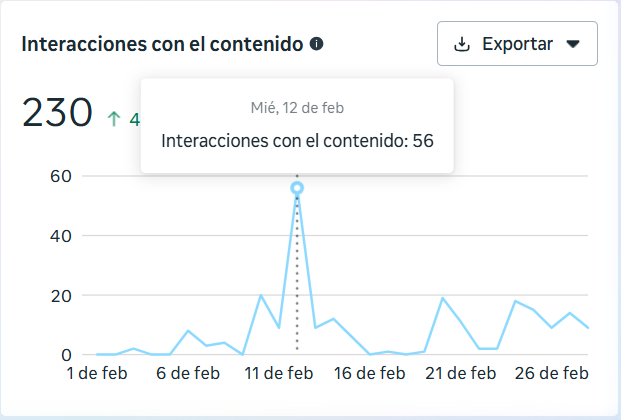 Interacciones con el contenido
Exportar
230 ↑ 4
Mié, 12 de feb
Interacciones con el contenido: 56
60
40
20
0
1 de feb 6 de feb 11 de feb 16 de feb 21 de feb 26 de feb